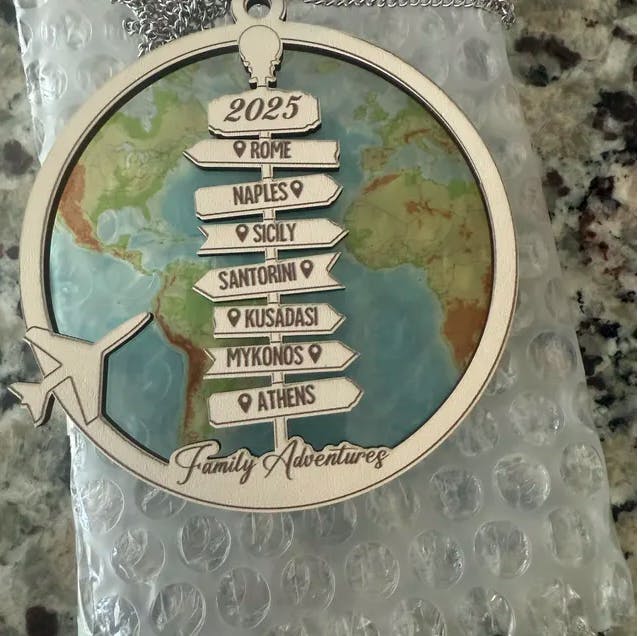 2025
ROME
NAPLES
SICILY
SANTORINI
KUSADASI
MYKONOS
ATHENS
Family Adventures